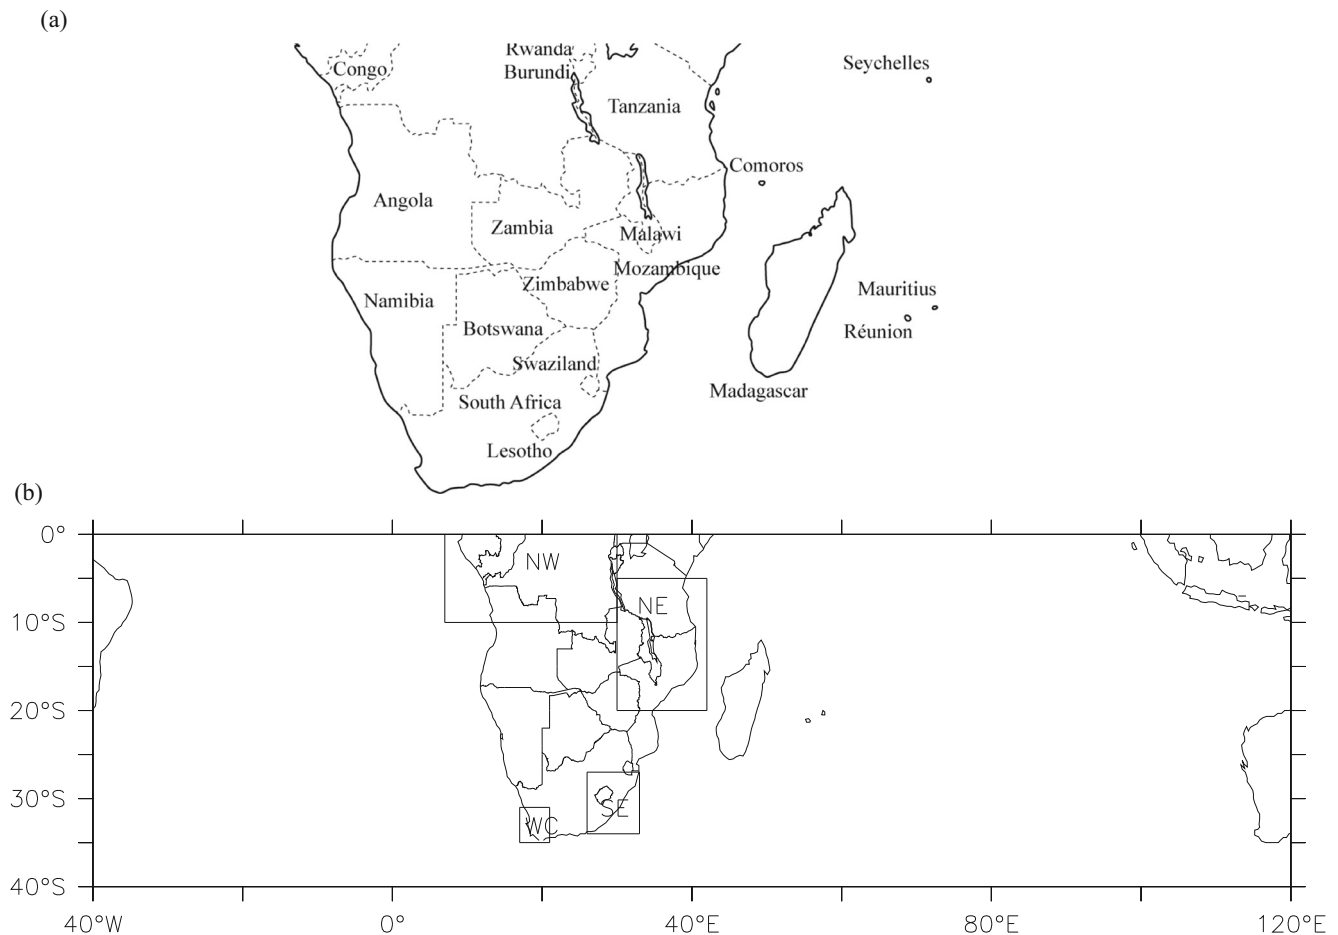 (a)
Rwanda
Seychelles
Congo
Burundi
Tanzania
Comoros
Angola
Zambia
Malawi
Mozambique
Zimbabwe
Mauritius
Namibia
Botswana
Réunion
Swaziland
Madagascar
South Africa
Lesotho
(b)
0°
NW
NE
10°S
20°S
30°S
SE
WC
40°S
40°W 0° 40°E 80°E 120°E